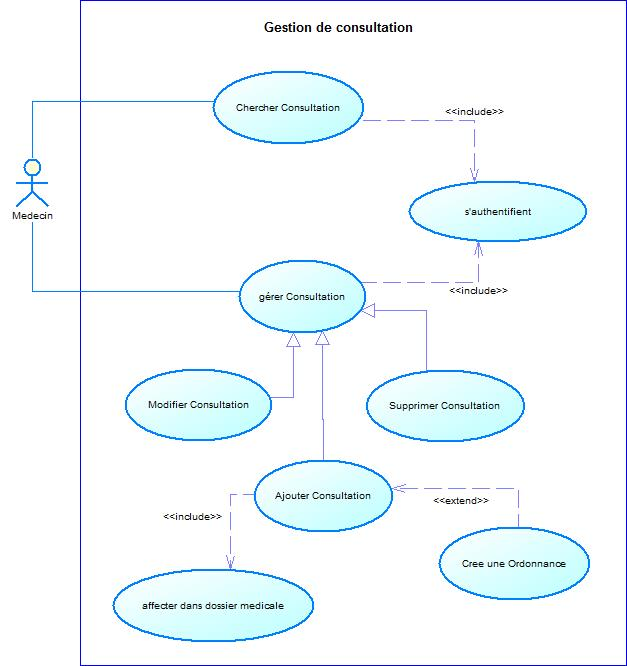 Gestion de consultation
Chercher Consultation
<<include>>
Medecin
s'authentifient
gérer Consultation
<<include>>
Modifier Consultation
Supprimer Consultation
Ajouter Consultation
<<extend>>
<<include>>
Cree une Ordonnance
affecter dans dossier medicale